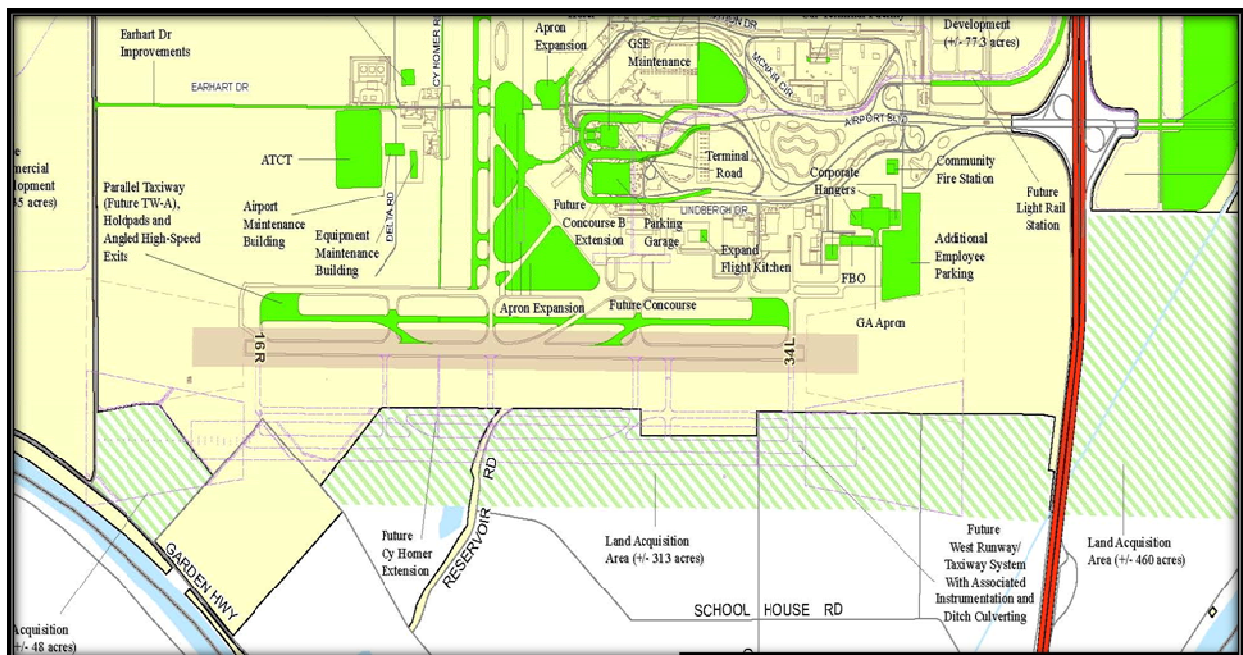 Earhart Dr
Improvements
CY HOMER R
Apron
Expansion
GSE
Maintenance
Development
(+/- 77.3 acres)
EARHART DR
AIRPORT BLVD
ATCT
mercial
lopment
Terminal
Road
Corporate
Hangers
Community
Fire Station
Parallel Taxiway
(Future TW-A),
Holdpads and
Angled High-Speed
Exits
Airport
Maintenance
Building
DELTA RD
Equipment
Maintenance
Building
Future
Concourse B
Extension
LINDBERGH DR
Parking
Garage
Expand
Flight Kitchen
FBO
Future
Light Rail
Station
Additional
Employee
Parking
Apron Expansion
Future Concourse
GA Apron
16R
34L
GARDEN HWY
RESERVOIR RD
Future
Cy Homer
Extension
Land Acquisition
Area (+/- 313 acres)
Future
West Runway/
Taxiway System
With Associated
Instrumentation and
Ditch Culverting
Land Acquisition
Area (+/- 460 acres)
SCHOOL HOUSE RD
Acquisition
+/- 48 acres)